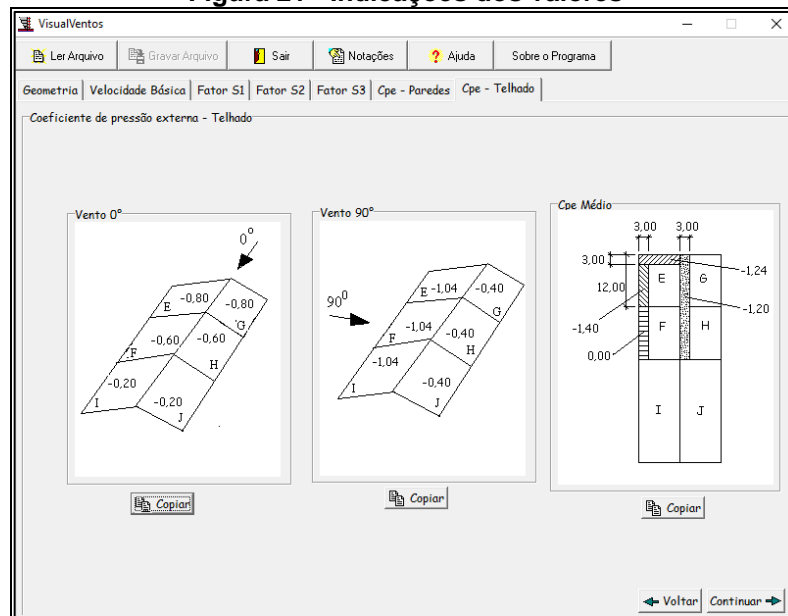 Figura 21 - Indicações dos valores
VisualVentos
Ler Arquivo Gravar Arquivo Sair Notações Ajuda Sobre o Programa
Geometria Velocidade Básica Fator S1 Fator S2 Fator S3 Cpe - Paredes Cpe - Telhado
Coeficiente de pressão externa - Telhado
Vento 0°
0°
E -0,80 -0,80
G
F -0,60 -0,60
H
-0,20
I -0,20 J
Copiar
Vento 90°
90⁰
E -1,04 -0,40
G
F -1,04 -0,40
H
-1,04
I -0,40 J
Copiar
Cpe Médio
3,00 3,00
3,00
E G -1,24
12,00
-1,20
-1,40 F H
0,00
I J
Copiar
Voltar Continuar